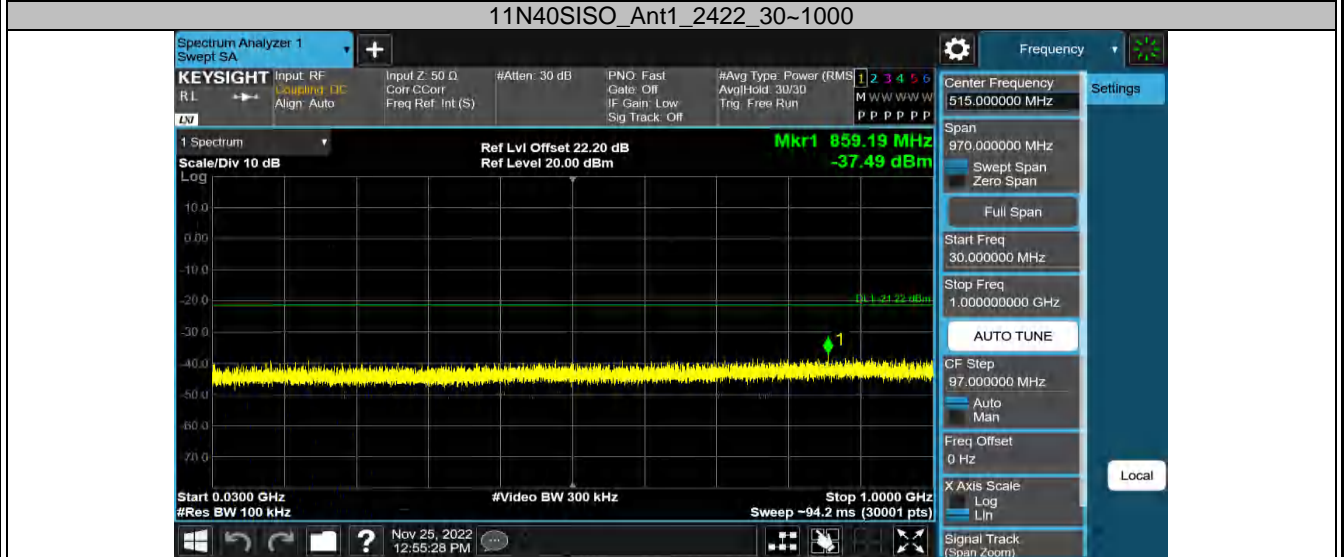 11N40SISO_Ant1_2422_30~1000
Spectrum Analyzer 1
Swept SA
+
Frequency
KEYSIGHT
RL
LXI
Input: RF
Coupling: DC
Align: Auto
Input Z: 50 Ω
Corr CCorr
Freq Ref: Int (S)
#Atten: 30 dB
PNO: Fast
Gate: Off
IF Gain: Low
Sig Track: Off
#Avg Type: Power (RMS
Avg|Hold: 30/30
Trig: Free Run
1 2 3 4 5 6
M W W W W W
P P P P P P
Center Frequency
515.000000 MHz
Settings
1 Spectrum
Scale/Div 10 dB
Ref Lvl Offset 22.20 dB
Ref Level 20.00 dBm
Mkr1 859.19 MHz
-37.49 dBm
Span
970.000000 MHz
Swept Span
Zero Span
Full Span
Start Freq
30.000000 MHz
Stop Freq
1.000000000 GHz
AUTO TUNE
CF Step
97.000000 MHz
Auto
Man
Freq Offset
0 Hz
X Axis Scale
Log
Lin
Signal Track
(Span Zoom)
Local
Log
10.0
0.00
-10.0
-20.0
DL1 -21.22 dBm
-30.0
1
-40.0
-50.0
-60.0
-70.0
Start 0.0300 GHz
#Video BW 300 kHz
Stop 1.0000 GHz
#Res BW 100 kHz
Sweep ~94.2 ms (30001 pts)
?
Nov 25, 2022
12:55:28 PM